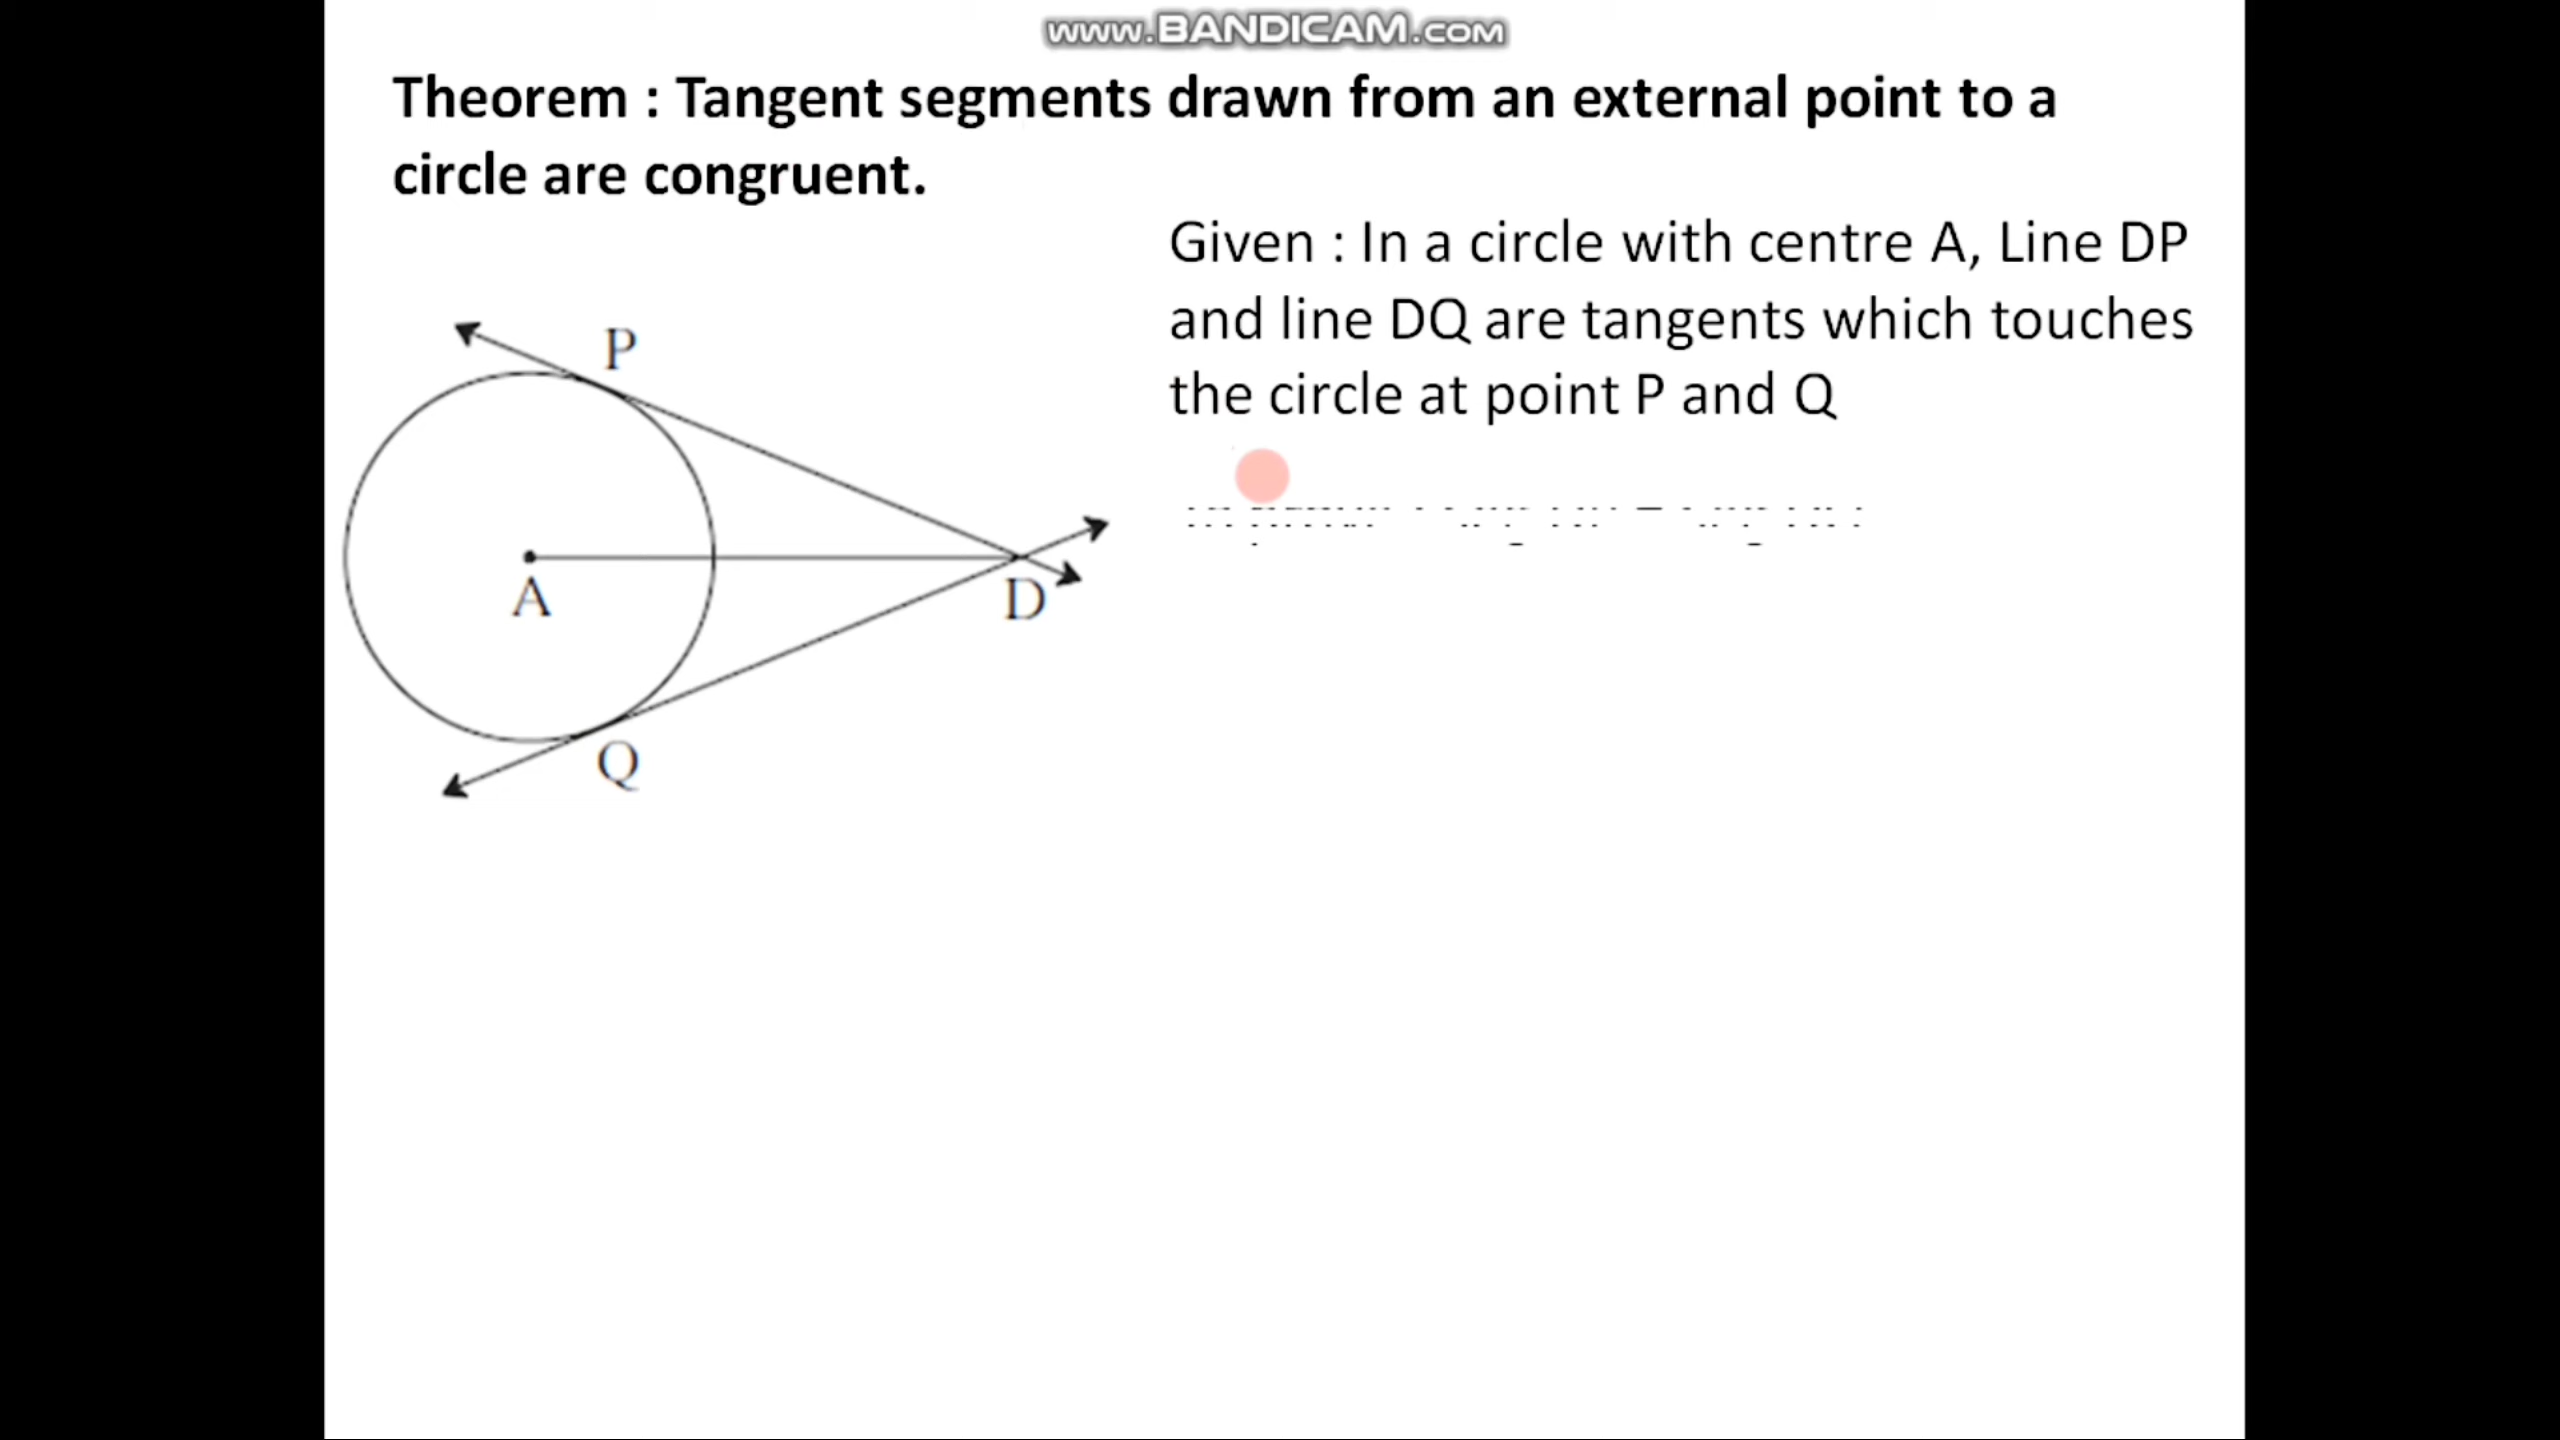 www.BANDICAM.com
Theorem : Tangent segments drawn from an external point to a
circle are congruent.
Given : In a circle with centre A, Line DP
and line DQ are tangents which touches
the circle at point P and Q
P
A
D
Q